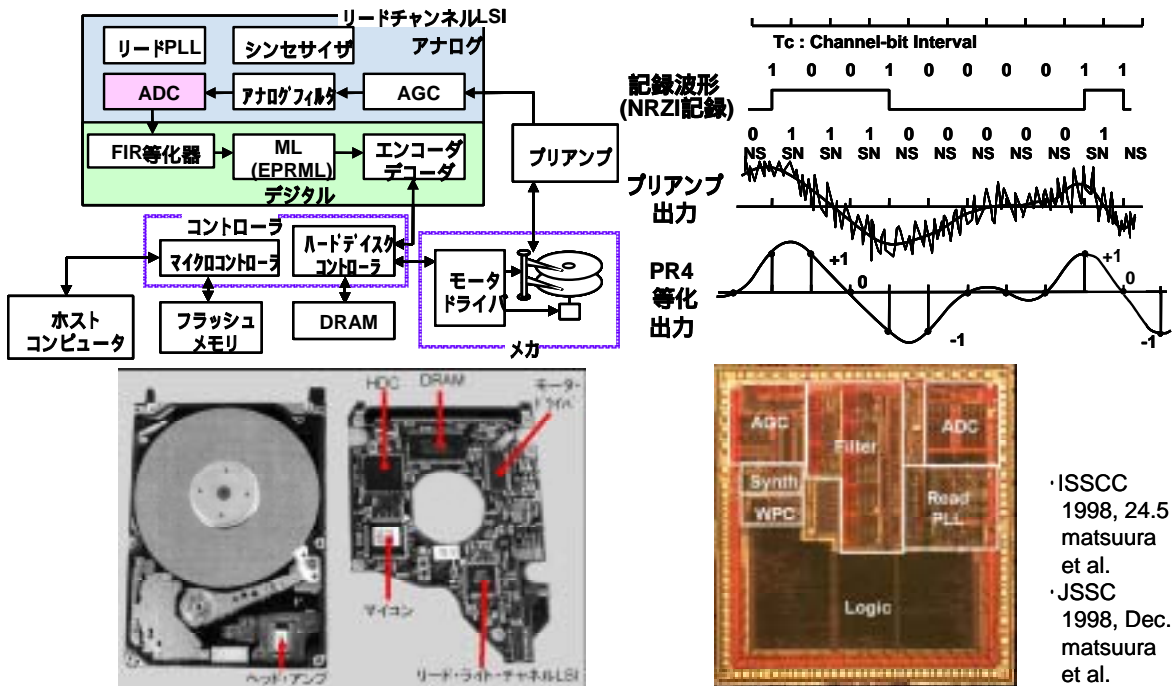 リードチャンネルLSI
アナログ
リードPLL
シンセサイザ
ADC
アナログフィルタ
AGC
FIR等化器
ML
(EPRML)
エンコーダ
デコーダ
デジタル
プリアンプ
コントローラ
マイクロコントローラ
ハードディスク
コントローラ
モータ
ドライバ
メカ
ホスト
コンピュータ
フラッシュ
メモリ
DRAM
Tc : Channel-bit Interval
記録波形
(NRZI記録)
1 0 0 1 0 0 0 0 1 1
0 1 1 1 0 0 0 0 0 1
NS SN SN SN NS NS NS NS NS SN NS
プリアンプ
出力
PR4
等化
出力
+1
0
-1
+1
0
-1
HDC
DRAM
モーター・
ドライバ
マイコン
ヘッド・アンプ
リード・ライト・チャネルLSI
AGC
Filter
ADC
Synth
WPC
Read
PLL
Logic
・ISSCC
1998, 24.5
matsuura
et al.
・JSSC
1998, Dec.
matsuura
et al.